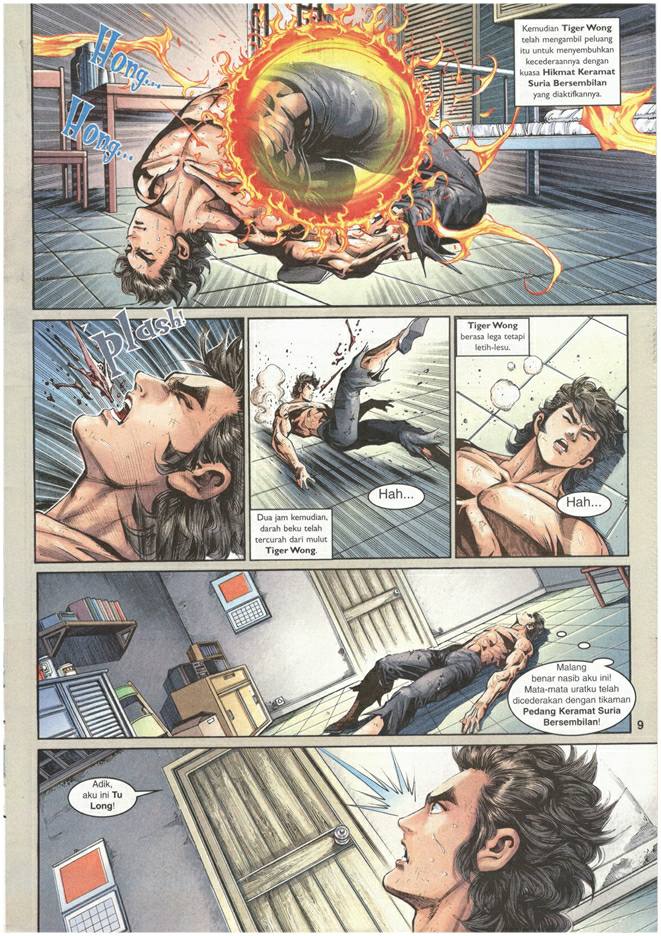 Kemudian Tiger Wong
telah mengambil peluang
itu untuk menyembuhkan
kecederaannya dengan
kuasa Hikmat Keramat
Suria Bersembilan
yang diaktifkannya.
Hong...
Hong...
plash!
Dua jam kemudian,
darah beku telah
tercurah dari mulut
Tiger Wong.
Hah...
Tiger Wong
berasa lega tetapi
letih-lesu.
Hah...
Malang
benar nasib aku ini!
Mata-mata uratku telah
dicederakan dengan tikaman
Pedang Keramat Suria
Bersembilan!
9
Adik,
aku ini Tu
Long!